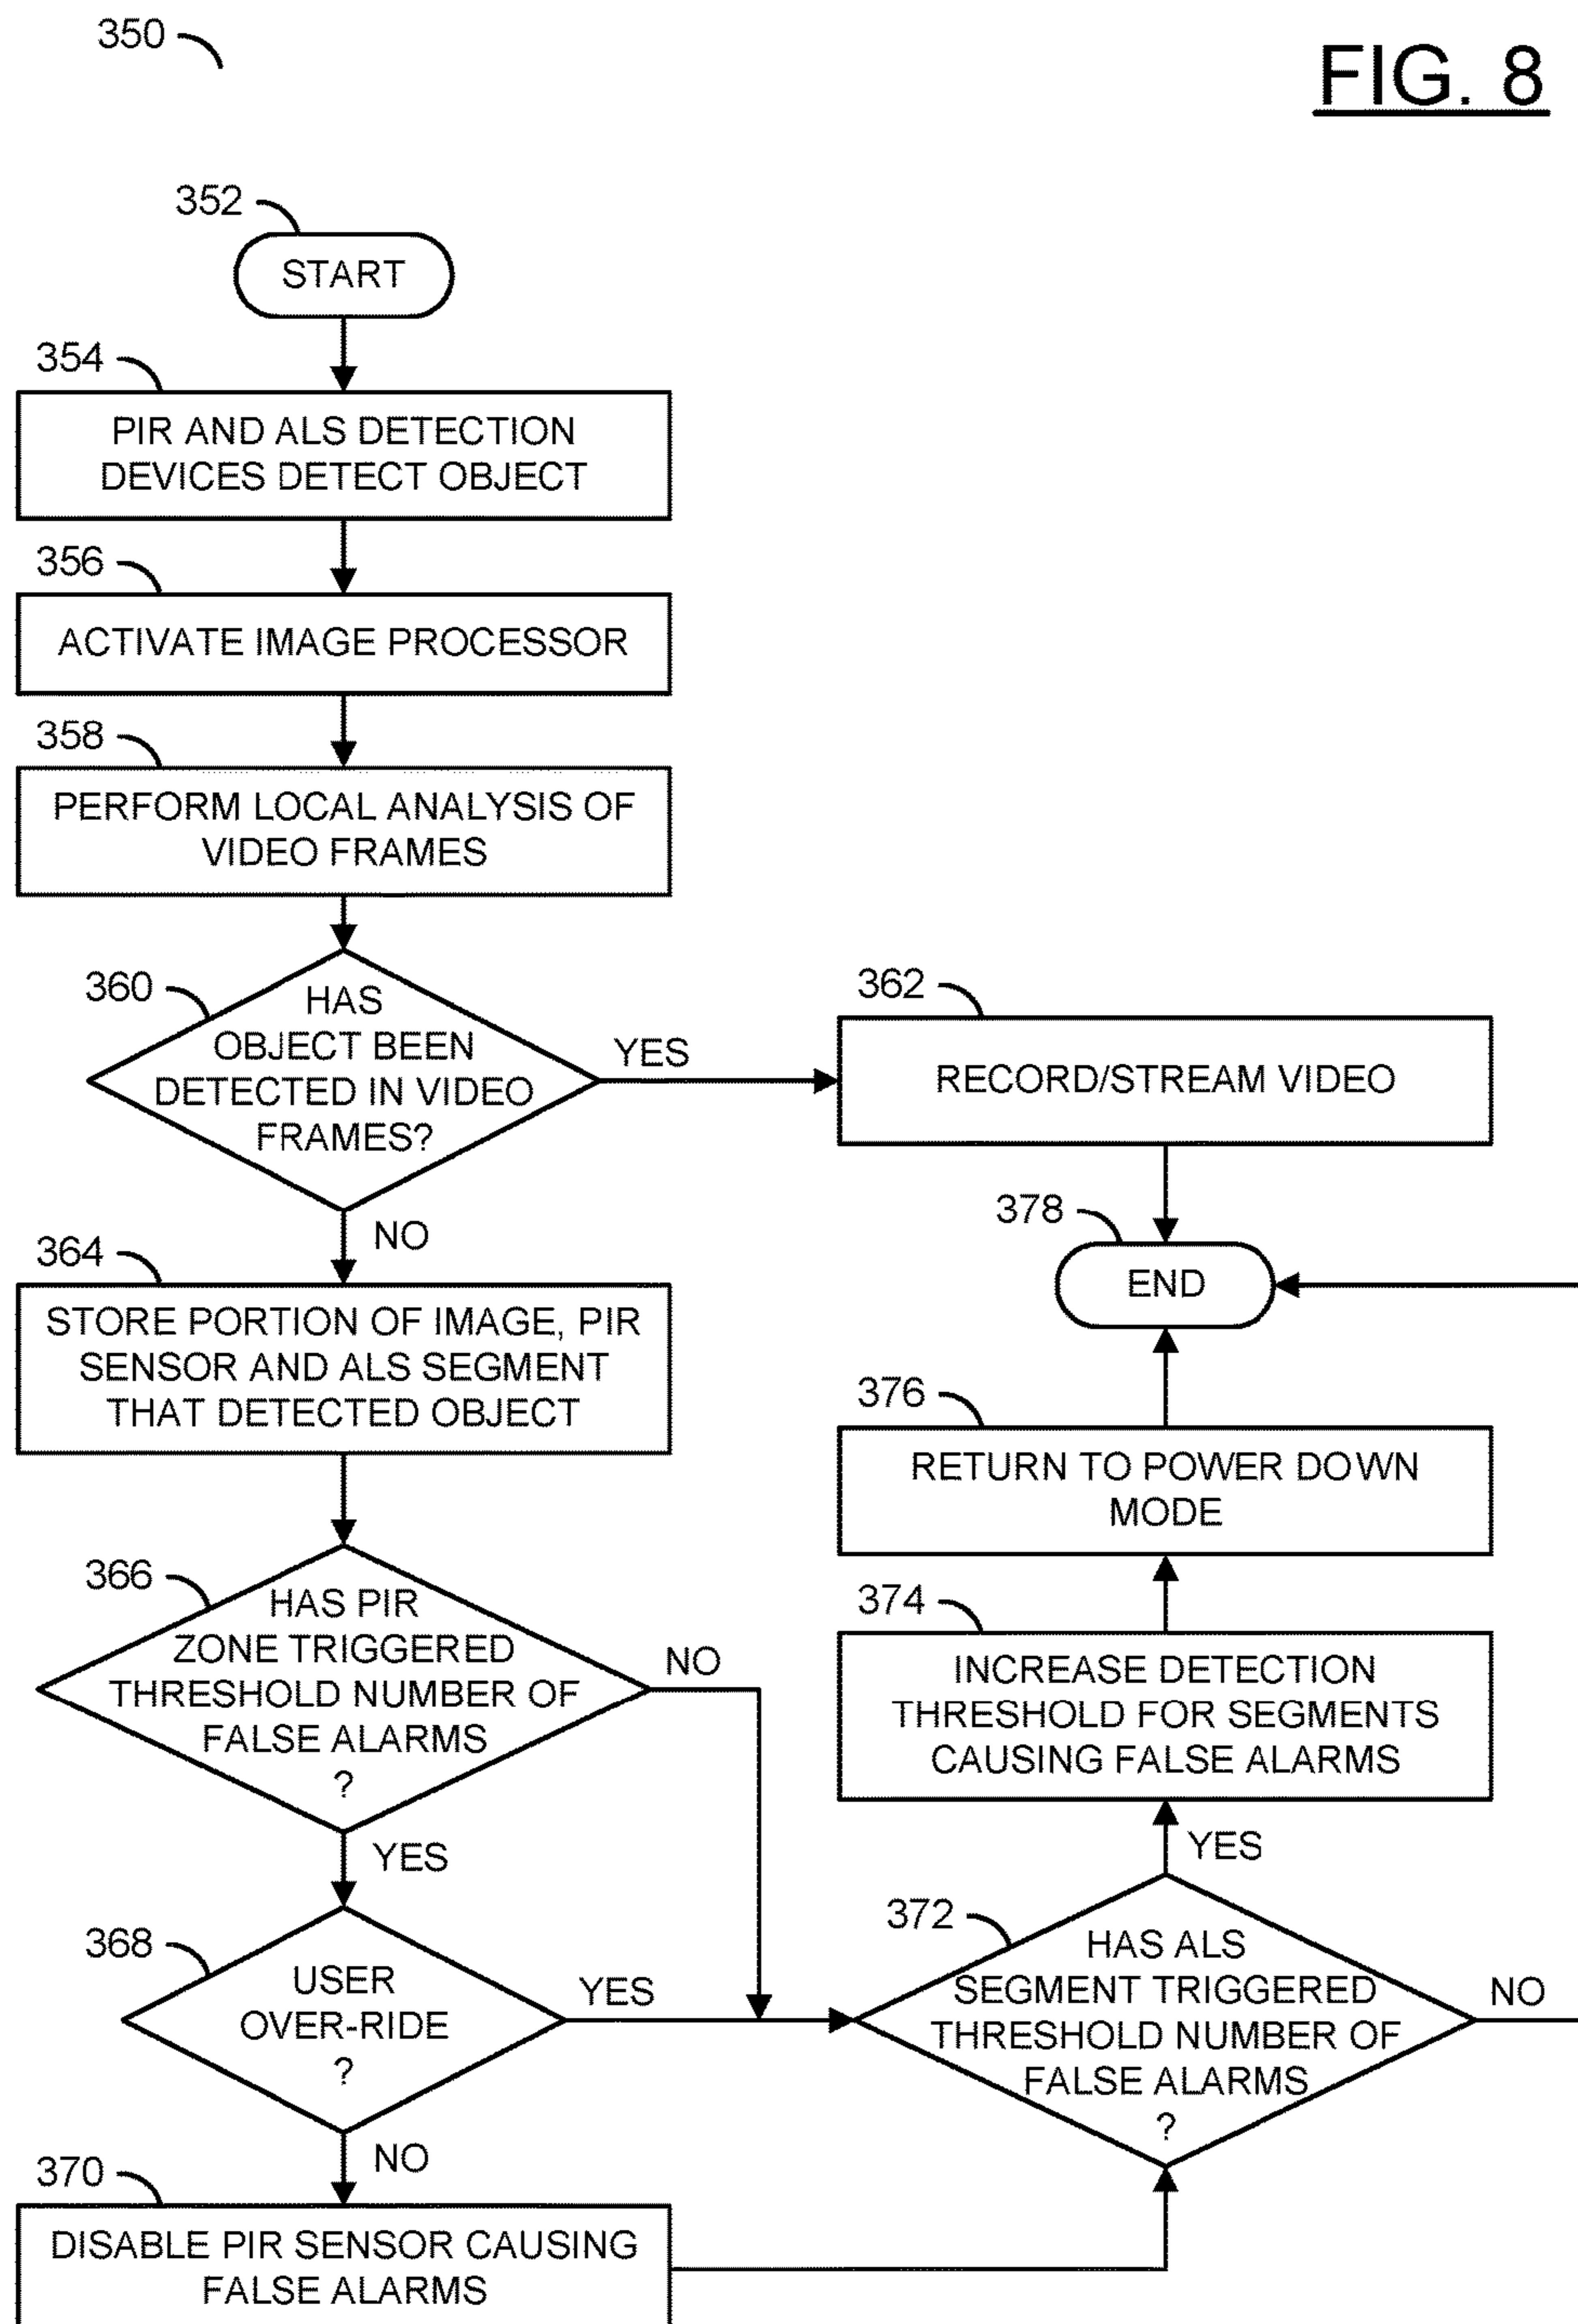 350
FIG. 8
352
START
354
PIR AND ALS DETECTION
DEVICES DETECT OBJECT
356
ACTIVATE IMAGE PROCESSOR
358
PERFORM LOCAL ANALYSIS OF
VIDEO FRAMES
360
HAS
OBJECT BEEN
DETECTED IN VIDEO
FRAMES?
YES
362
RECORD/STREAM VIDEO
378
END
NO
364
STORE PORTION OF IMAGE, PIR
SENSOR AND ALS SEGMENT
THAT DETECTED OBJECT
376
RETURN TO POWER DOWN
MODE
366
HAS PIR
ZONE TRIGGERED
THRESHOLD NUMBER OF
FALSE ALARMS
?
NO
374
INCREASE DETECTION
THRESHOLD FOR SEGMENTS
CAUSING FALSE ALARMS
YES
YES
368
USER
OVER-RIDE
?
YES
372
HAS ALS
SEGMENT TRIGGERED
THRESHOLD NUMBER OF
FALSE ALARMS
?
NO
NO
370
DISABLE PIR SENSOR CAUSING
FALSE ALARMS